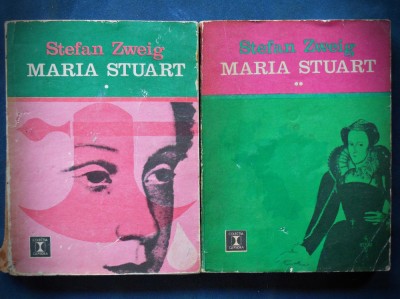 Stefan Zweig
MARIA STUART
*
Stefan Zweig
MARIA STUART
**